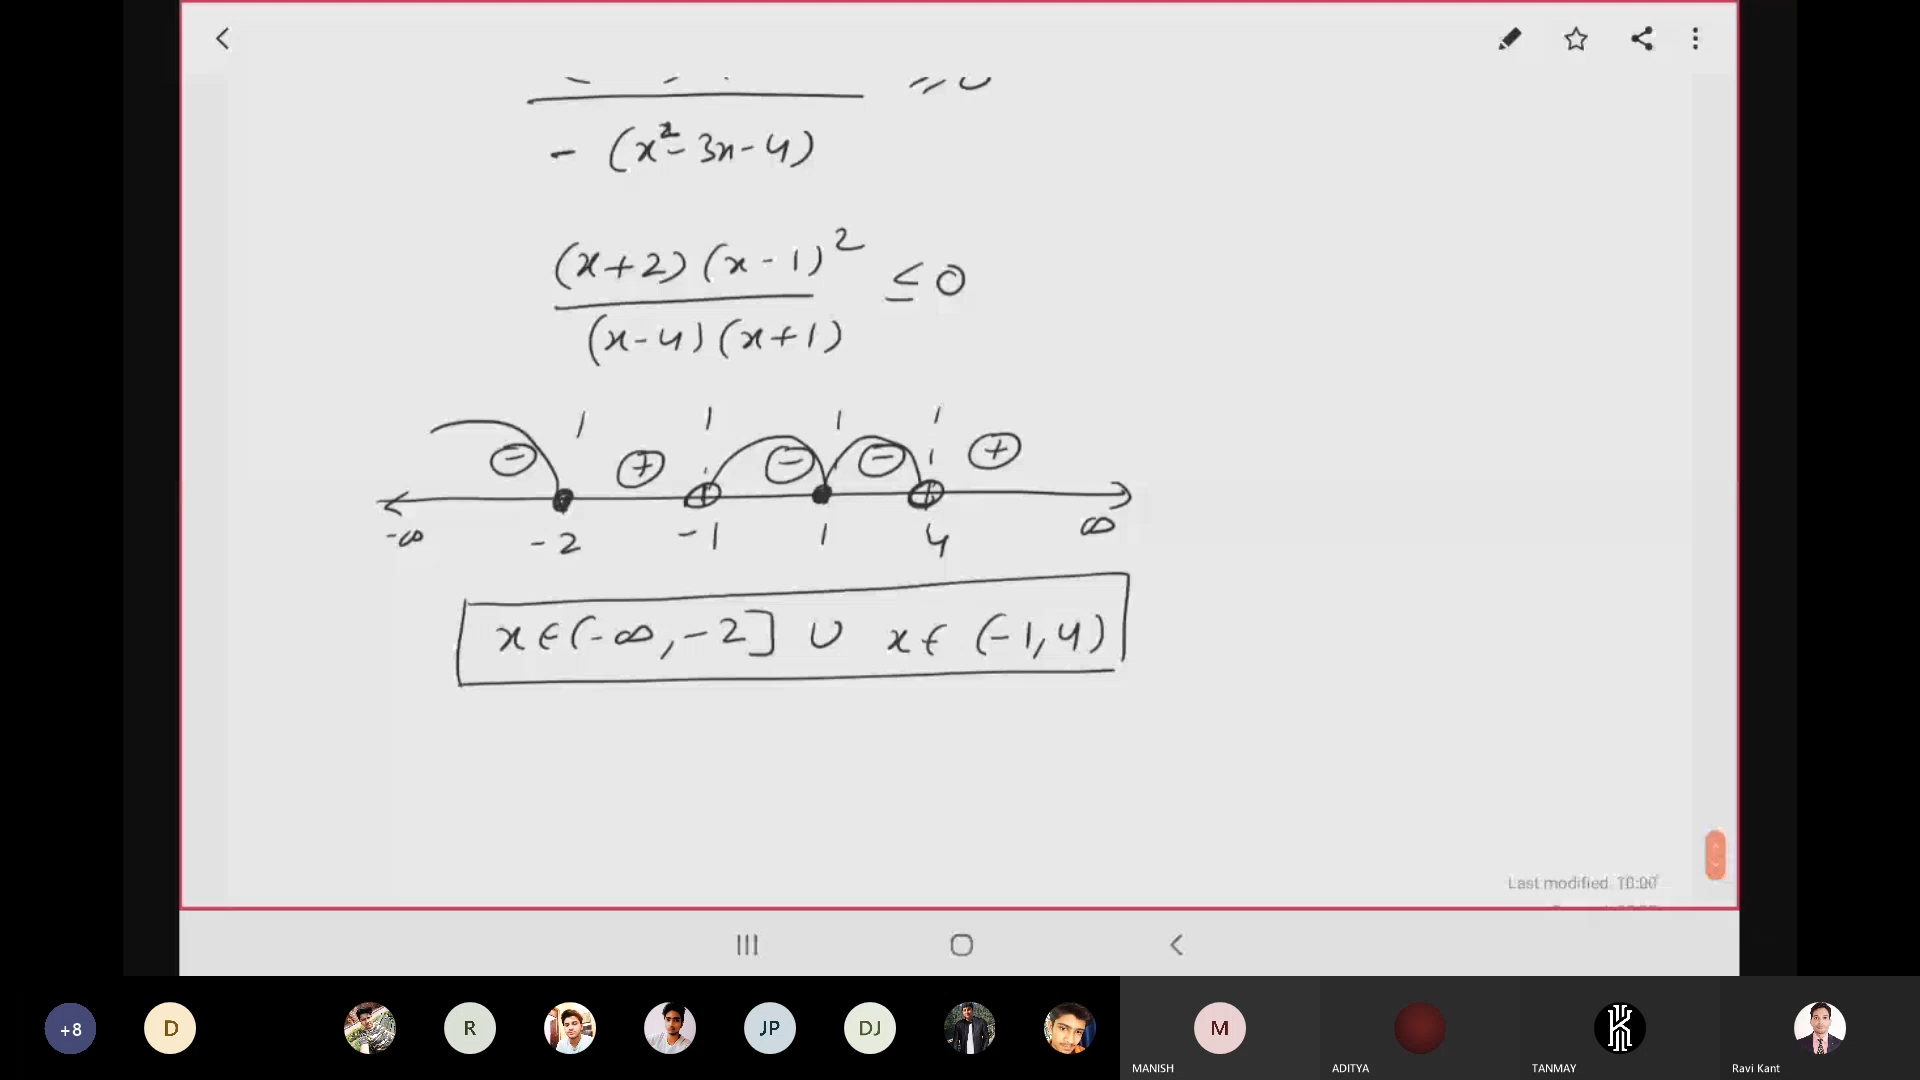 ≥0
- (x²- 3x-4)
(x+2)(x-1)² ≤ 0
(x-4)(x+1)
- + - - +
-∞ -2 -1 1 4 ∞
x∈(-∞,-2] ∪ x∈ (-1,4)
Last modified 10:00
+8 D R JP DJ M
MANISH ADITYA TANMAY Ravi Kant